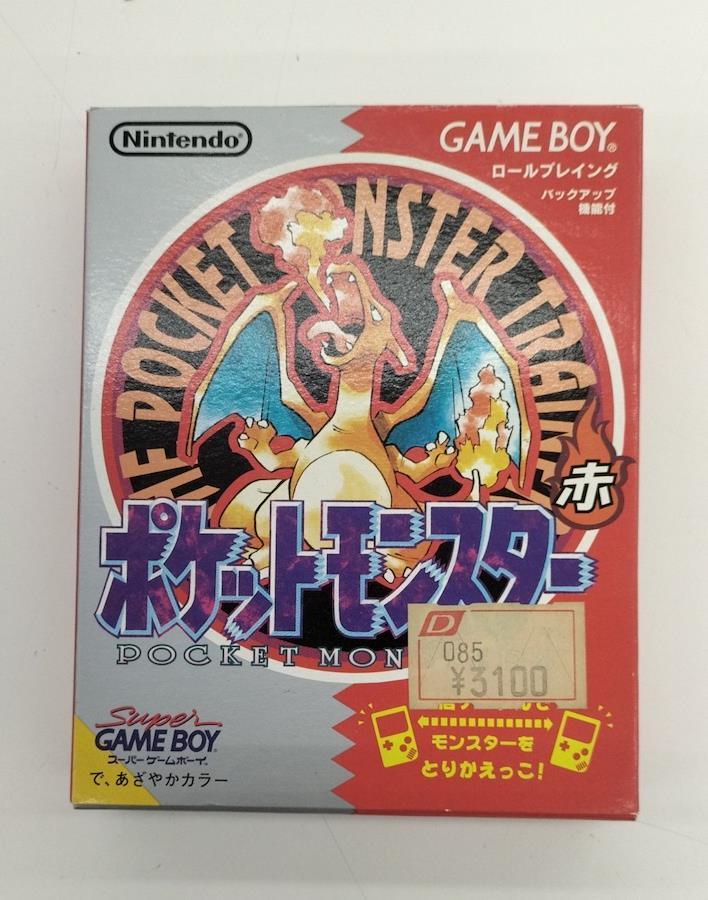 Nintendo®
GAME BOY®
ロールプレイング
バックアップ
機能付
POCKET MONSTER TRAINER
赤
ポケットモンスター
POCKET MON
D
085
¥3100
モンスターを
とりかえっこ!
Super
GAME BOY
スーパーゲームボーイ
で、あざやかカラー